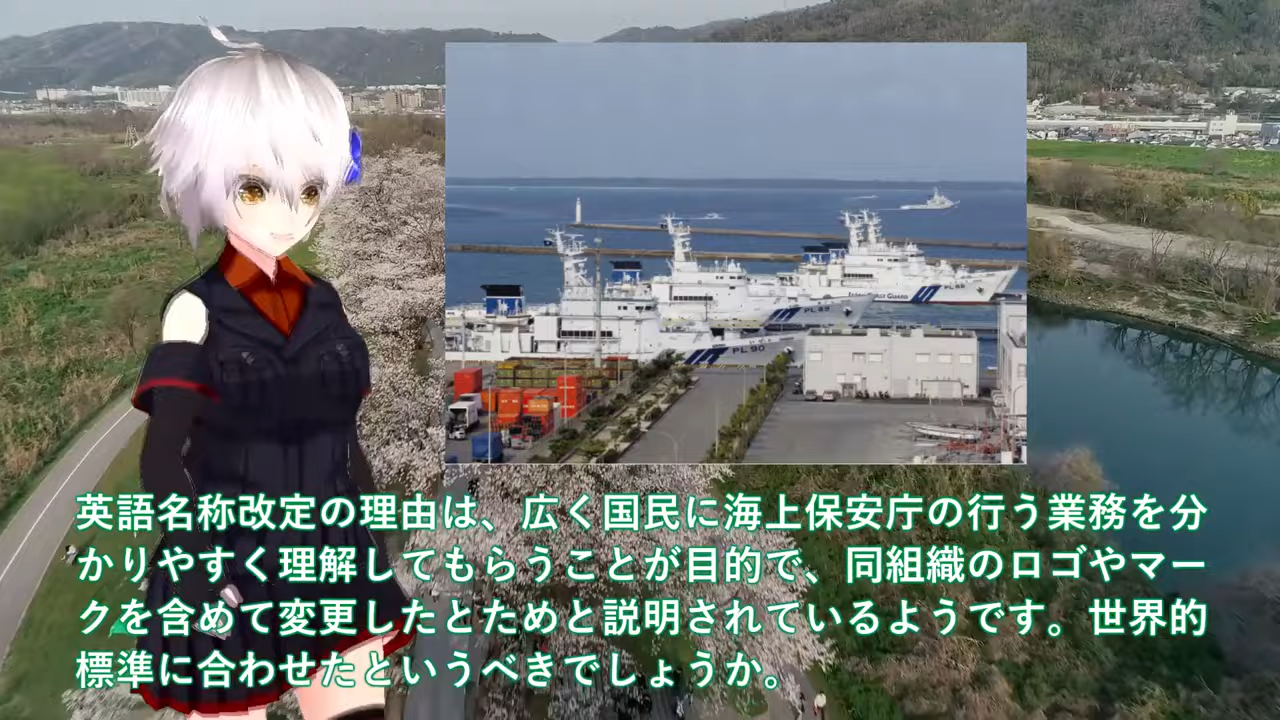 GUARD
PL 89
PL 90
英語名称改定の理由は、広く国民に海上保安庁の行う業務を分
かりやすく理解してもらうことが目的で、同組織のロゴやマー
クを含めて変更したとためと説明されているようです。世界的
標準に合わせたというべきでしょうか。